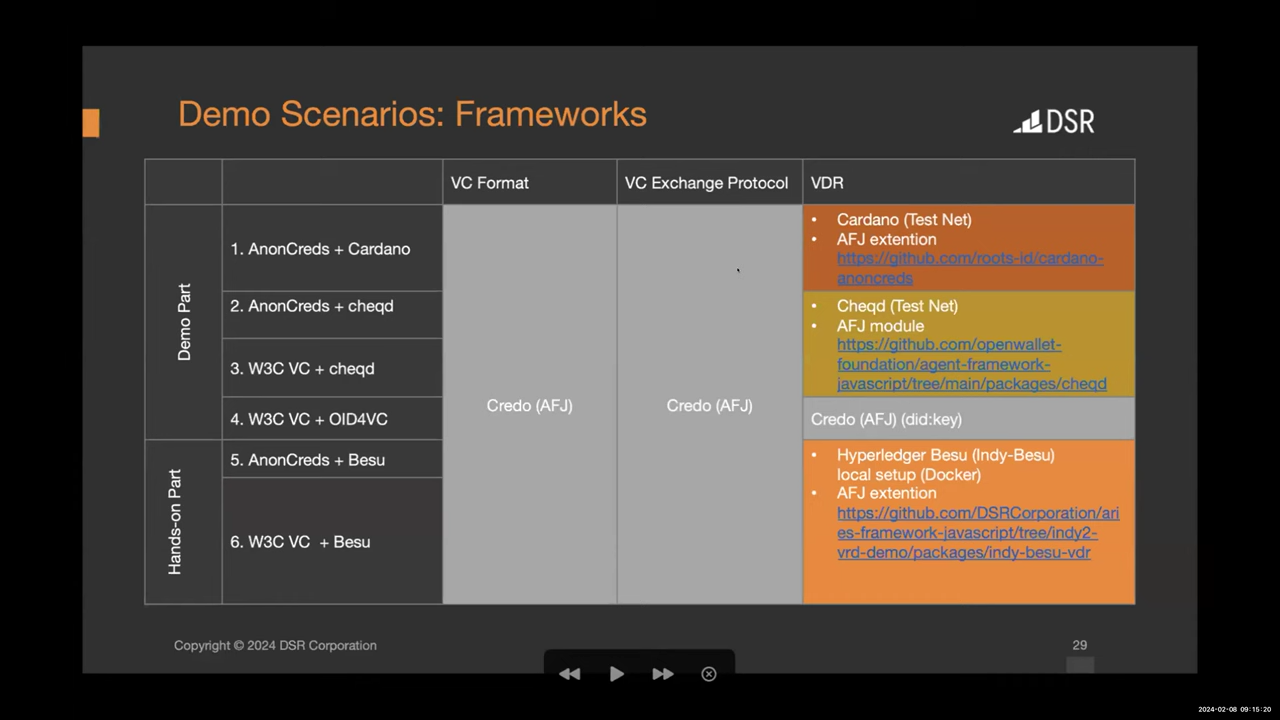 Demo Scenarios: Frameworks
DSR
VC Format
VC Exchange Protocol
VDR
Demo Part
1. AnonCreds + Cardano
2. AnonCreds + cheqd
3. W3C VC + cheqd
4. W3C VC + OID4VC
Hands-on Part
5. AnonCreds + Besu
6. W3C VC + Besu
Credo (AFJ)
Credo (AFJ)
• Cardano (Test Net)
• AFJ extention
https://github.com/roots-id/cardano-
anoncreds
• Cheqd (Test Net)
• AFJ module
https://github.com/openwallet-
foundation/agent-framework-
javascript/tree/main/packages/cheqd
Credo (AFJ) (did:key)
• Hyperledger Besu (Indy-Besu)
local setup (Docker)
• AFJ extention
https://github.com/DSRCorporation/ari
es-framework-javascript/tree/indy2-
vrd-demo/packages/indy-besu-vdr
Copyright © 2024 DSR Corporation
29
2024-02-08 09:15:20